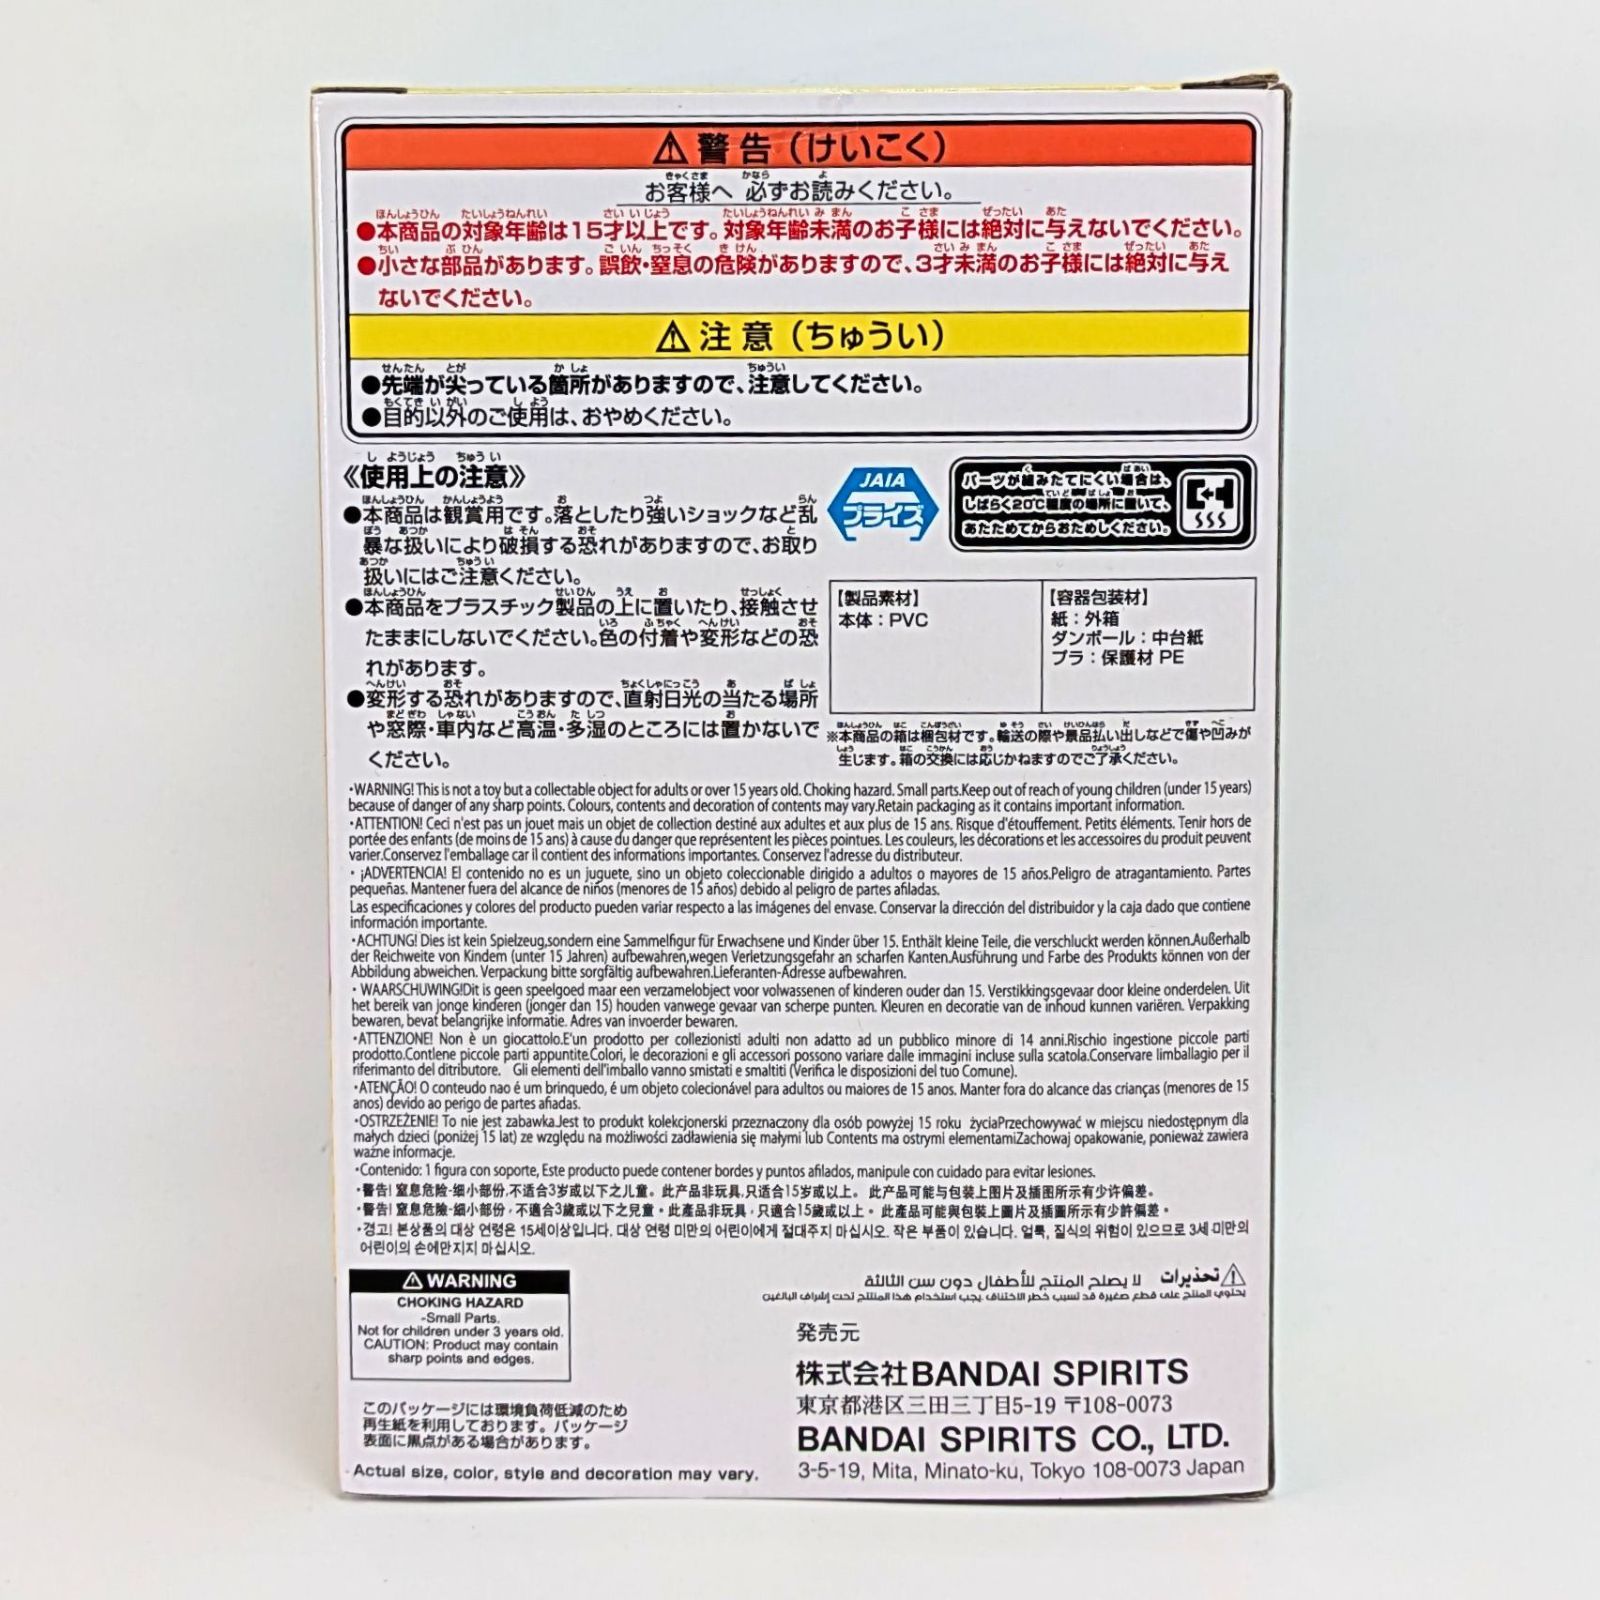 ⚠警告（けいこく）
お客様へ 必ずお読みください。
●本商品の対象年齢は15才以上です。対象年齢未満のお子様には絶対に与えないでください。
●小さな部品があります。誤飲・窒息の危険がありますので、3才未満のお子様には絶対に与え
ないでください。
⚠注意（ちゅうい）
●先端が尖っている箇所がありますので、注意してください。
●目的以外のご使用は、おやめください。
《使用上の注意》
●本商品は観賞用です。落としたり強いショックなど乱
暴な扱いにより破損する恐れがありますので、お取り
扱いにはご注意ください。
●本商品をプラスチック製品の上に置いたり、接触させ
たままにしないでください。色の付着や変形などの恐
れがあります。
●変形する恐れがありますので、直射日光の当たる場所
や窓際・車内など高温・多湿のところには置かないで
ください。
JAIA
プライズ
パーツが組みたてにくい場合は、
しばらく20℃程度の場所に置いて、
あたためてからおためしください。
【製品素材】
本体：PVC
【容器包装材】
紙：外箱
ダンボール：中台紙
プラ：保護材 PE
※本商品の箱は梱包材です。輸送の際や景品払い出しなどで傷や凹みが
生じます。箱の交換には応じかねますのでご了承ください。
・WARNING! This is not a toy but a collectable object for adults or over 15 years old. Choking hazard. Small parts.Keep out of reach of young children (under 15 years)
because of danger of any sharp points. Colours, contents and decoration of contents may vary.Retain packaging as it contains important information.
・ATTENTION! Ceci n'est pas un jouet mais un objet de collection destiné aux adultes et aux plus de 15 ans. Risque d'étouffement. Petits éléments. Tenir hors de
portée des enfants (de moins de 15 ans) à cause du danger que représentent les pièces pointues. Les couleurs, les décorations et les accessoires du produit peuvent
varier.Conservez l'emballage car il contient des informations importantes. Conservez l'adresse du distributeur.
・¡ADVERTENCIA! El contenido no es un juguete, sino un objeto coleccionable dirigido a adultos o mayores de 15 años.Peligro de atragantamiento. Partes
pequeñas. Mantener fuera del alcance de niños (menores de 15 años) debido al peligro de partes afiladas.
Las especificaciones y colores del producto pueden variar respecto a las imágenes del envase. Conservar la dirección del distribuidor y la caja dado que contiene
información importante.
・ACHTUNG! Dies ist kein Spielzeug,sondern eine Sammelfigur für Erwachsene und Kinder über 15. Enthält kleine Teile, die verschluckt werden können.Außerhalb
der Reichweite von Kindern (unter 15 Jahren) aufbewahren,wegen Verletzungsgefahr an scharfen Kanten.Ausführung und Farbe des Produkts können von der
Abbildung abweichen. Verpackung bitte sorgfältig aufbewahren.Lieferanten-Adresse aufbewahren.
・WAARSCHUWING!Dit is geen speelgoed maar een verzamelobject voor volwassenen of kinderen ouder dan 15. Verstikkingsgevaar door kleine onderdelen. Uit
het bereik van jonge kinderen (jonger dan 15) houden vanwege gevaar van scherpe punten. Kleuren en decoratie van de inhoud kunnen variëren. Verpakking
bewaren, bevat belangrijke informatie. Adres van invoerder bewaren.
・ATTENZIONE! Non è un giocattolo.E'un prodotto per collezionisti adulti non adatto ad un pubblico minore di 14 anni.Rischio ingestione piccole parti
prodotto.Contlene piccole parti appuntite.Colori, le decorazioni e gli accessori possono variare dalle immagini incluse sulla scatola.Conservare limballagio per il
riferimanto del ditributore. Gli elementi dell'imballo vanno smistati e smaltiti (Verifica le disposizioni del tuo Comune).
・ATENÇÃO! O conteudo nao é um brinquedo, é um objeto colecionável para adultos ou maiores de 15 anos. Manter fora do alcance das crianças (menores de 15
anos) devido ao perigo de partes afiadas.
・OSTRZEŻENIE! To nie jest zabawka.Jest to produkt kolekcjonerski przeznaczony dla osób powyżej 15 roku życiaPrzechowywać w miejscu niedostępnym dla
małych dzieci (poniżej 15 lat) ze względu na możliwości zadławienia się małymi lub Contents ma ostrymi elementamiZachowaj opakowanie, ponieważ zawiera
ważne informacje.
・Contenido: 1 figura con soporte, Este producto puede contener bordes y puntos afilados, manipule con cuidado para evitar lesiones.
・警告! 窒息危险-细小部份,不适合3岁或以下之儿童。此产品非玩具,只适合15岁或以上。 此产品可能与包装上图片及插图所示有少许偏差。
・警告! 窒息危險-細小部份，不適合3歲或以下之兒童。此產品非玩具，只適合15歲或以上。 此產品可能與包裝上圖片及插圖所示有少許偏差。
・경고! 본상품의 대상 연령은 15세이상입니다. 대상 연령 미만의 어린이에게 절대주지 마십시오. 작은 부품이 있습니다. 얼룩, 질식의 위험이 있으므로 3세 미만의
어린이의 손에만지지 마십시오.
⚠WARNING
CHOKING HAZARD
-Small Parts.
Not for children under 3 years old.
CAUTION: Product may contain
sharp points and edges.
⚠تحذيرات لا يصلح المنتج للأطفال دون سن الثالثة
يحتوي المنتج على قطع صغيرة قد تسبب خطر الاختناف. يجب استخدام هذا المنتج تحت إشراف البالغين
発売元
株式会社BANDAI SPIRITS
東京都港区三田三丁目5-19 〒108-0073
BANDAI SPIRITS CO., LTD.
3-5-19, Mita, Minato-ku, Tokyo 108-0073 Japan
このパッケージには環境負荷低減のため
再生紙を利用しております。パッケージ
表面に黒点がある場合があります。
Actual size, color, style and decoration may vary.